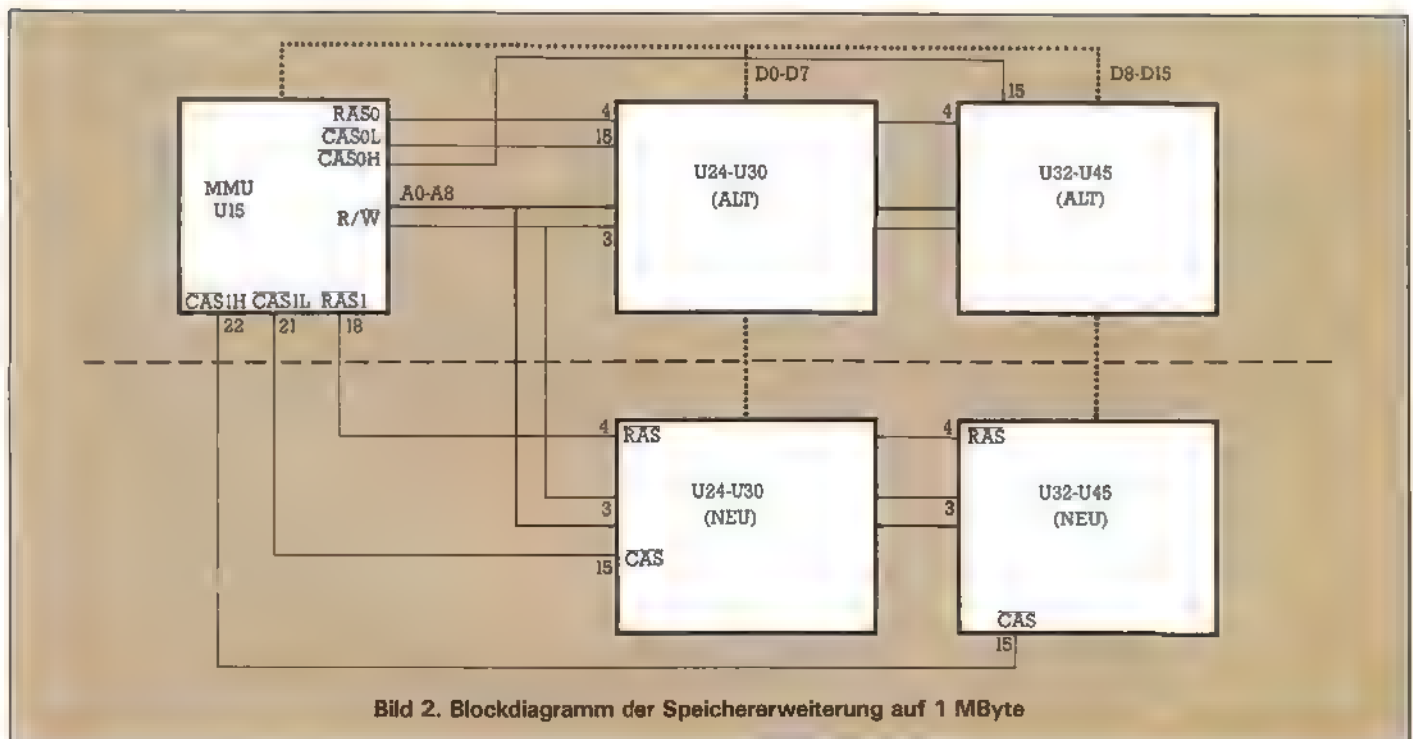 D0-D7
D8-D15
RAS0
4
4
15
CAS0L
15
CAS0H
MMU
U15
A0-A8
R/W
U24-U30
(ALT)
3
U32-U45
(ALT)
CAS1H CAS1L RAS1
22 21 18
4 RAS
4 RAS
U24-U30
(NEU)
U32-U45
(NEU)
3
3
15 CAS
CAS
15
Bild 2. Blockdiagramm der Speichererweiterung auf 1 MByte